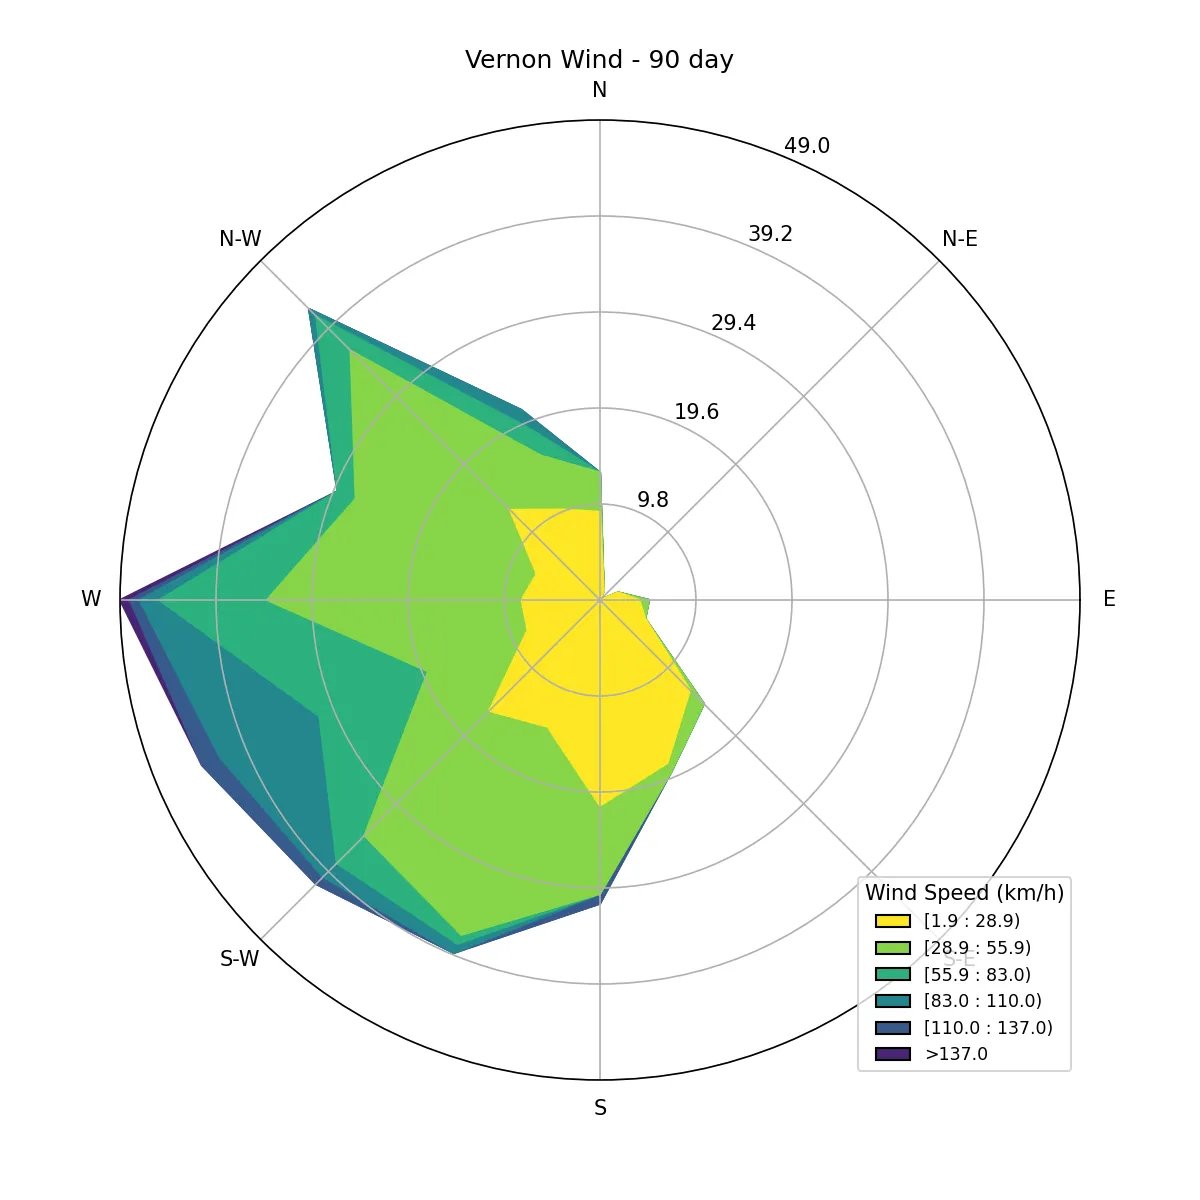 Vernon Wind - 90 day
N
49.0
39.2
N-W
N-E
29.4
19.6
9.8
W
E
Wind Speed (km/h)
[1.9 : 28.9)
[28.9 : 55.9)
S-W
S-E
[55.9 : 83.0)
[83.0 : 110.0)
[110.0 : 137.0)
>137.0
S